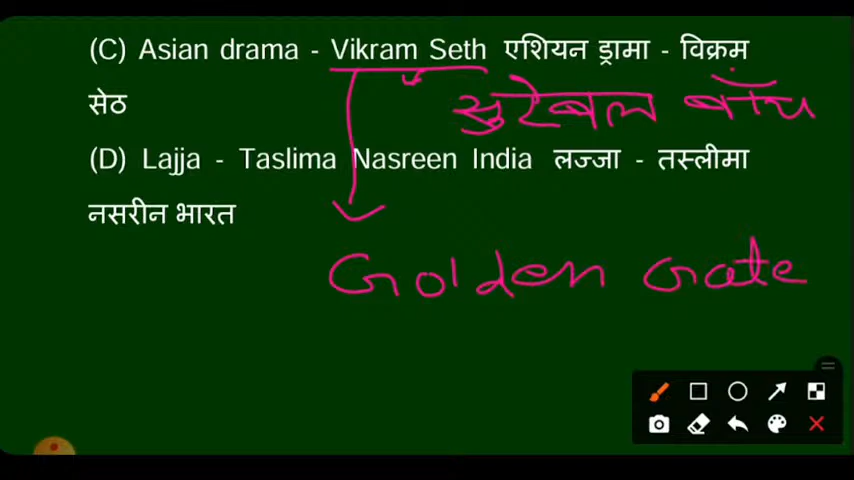 (C) Asian drama - Vikram Seth एशियन ड्रामा - विक्रम
सेठ
सुरेबल बॉय
(D) Lajja - Taslima Nasreen India लज्जा - तस्लीमा
नसरीन भारत
Golden Gate